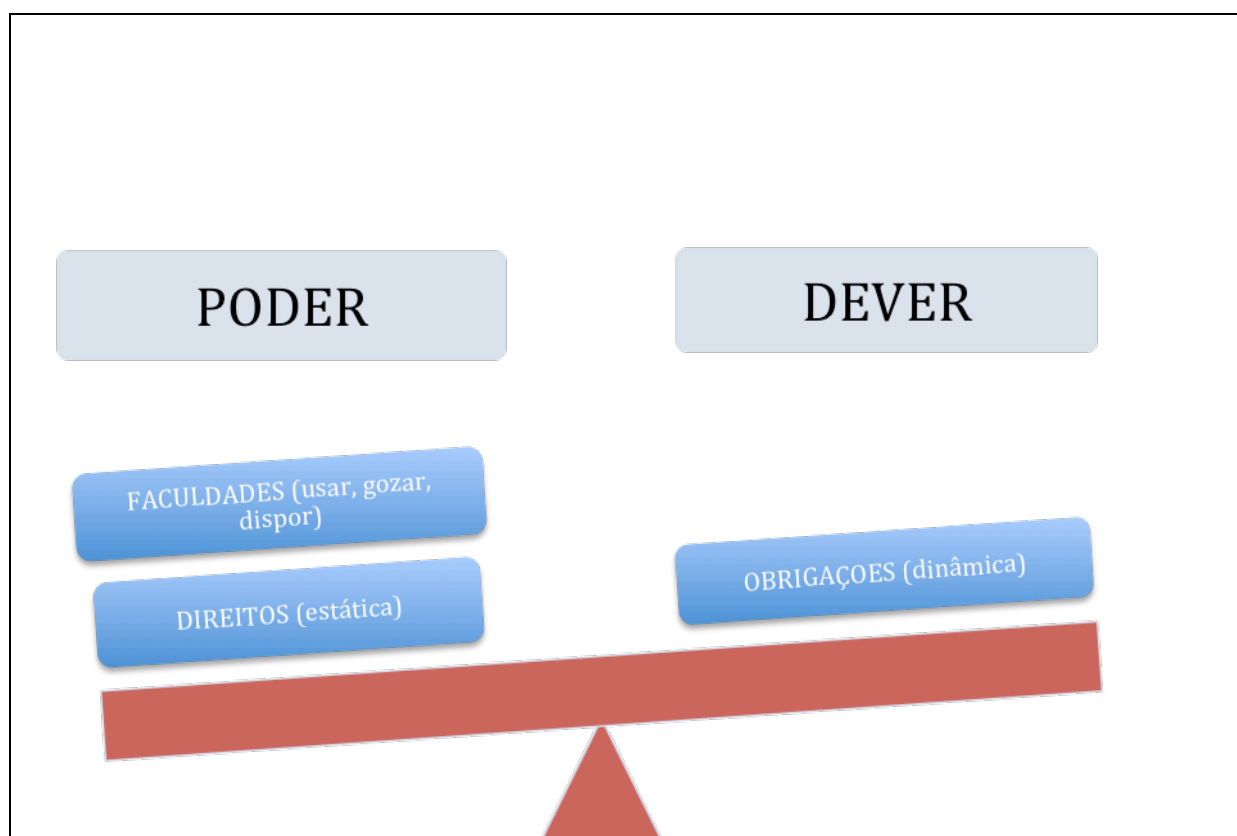 PODER
DEVER
FACULDADES (usar, gozar,
dispor)
DIREITOS (estática)
OBRIGAÇOES (dinâmica)